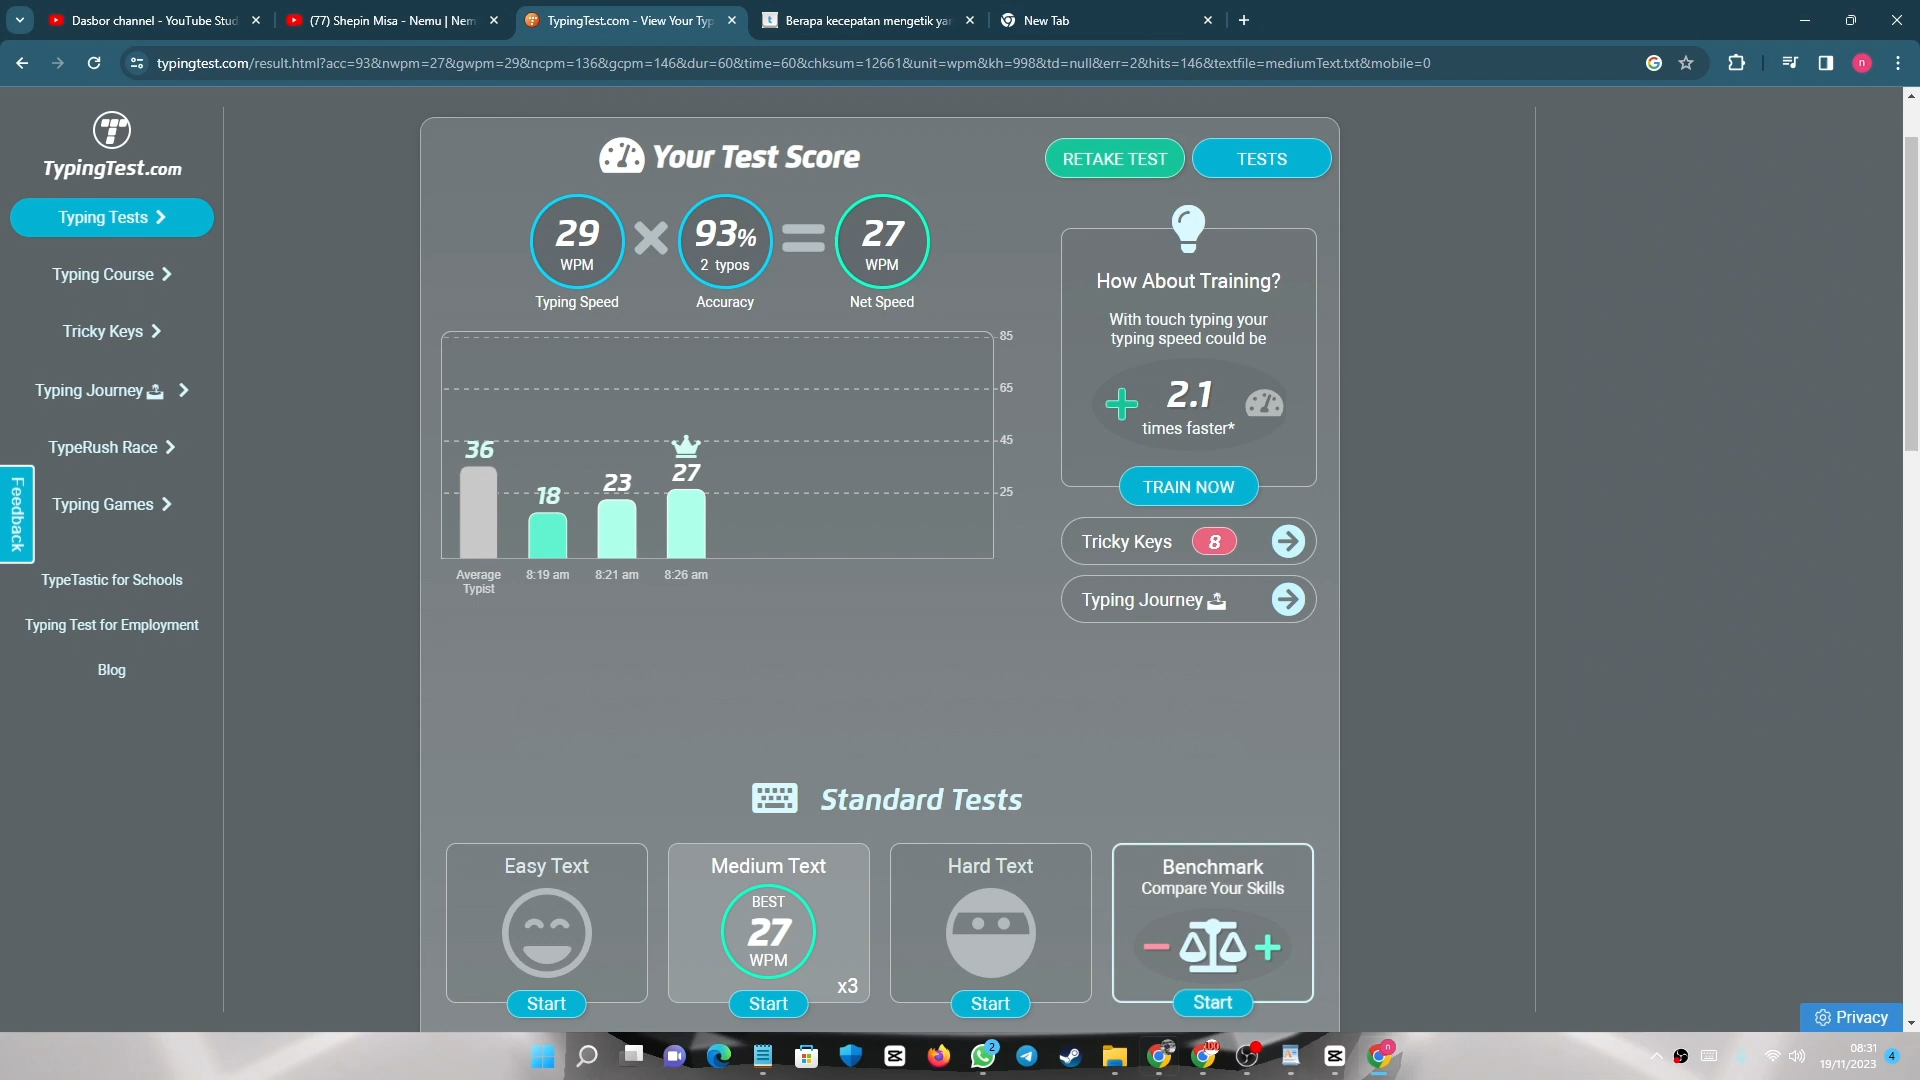 Dasbor channel - YouTube Stud
(77) Shepin Misa - Nemu | Nem
TypingTest.com - View Your Typ
Berapa kecepatan mengetik yan
New Tab
typingtest.com/result.html?acc=93&nwpm=27&gwpm=29&ncpm=136&gcpm=146&dur=60&time=60&chksum=12661&unit=wpm&kh=998&td=null&err=2&hits=146&textfile=mediumText.txt&mobile=0
n
TypingTest.com
Typing Tests
Typing Course
Tricky Keys
Typing Journey
TypeRush Race
Typing Games
Feedback
TypeTastic for Schools
Typing Test for Employment
Blog
Your Test Score
RETAKE TEST
TESTS
29
WPM
Typing Speed
93%
2 typos
Accuracy
27
WPM
Net Speed
85
65
45
25
36
18
23
27
Average
Typist
8:19 am
8:21 am
8:26 am
How About Training?
With touch typing your
typing speed could be
2.1
times faster*
TRAIN NOW
Tricky Keys 8
Typing Journey
Standard Tests
Easy Text
Start
Medium Text
BEST
27
WPM
x3
Start
Hard Text
Start
Benchmark
Compare Your Skills
Start
Privacy
2
n
08:31
19/11/2023
4